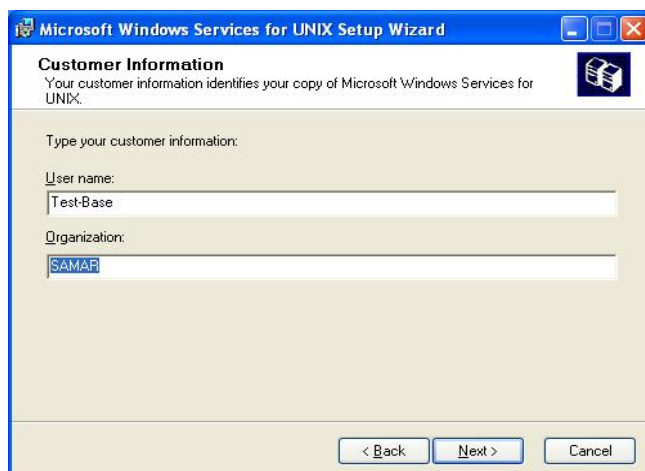 Microsoft Windows Services for UNIX Setup Wizard
Customer Information
Your customer information identifies your copy of Microsoft Windows Services for
UNIX.
Type your customer information:
User name:
Test-Base
Organization:
SAMAR
< Back
Next >
Cancel